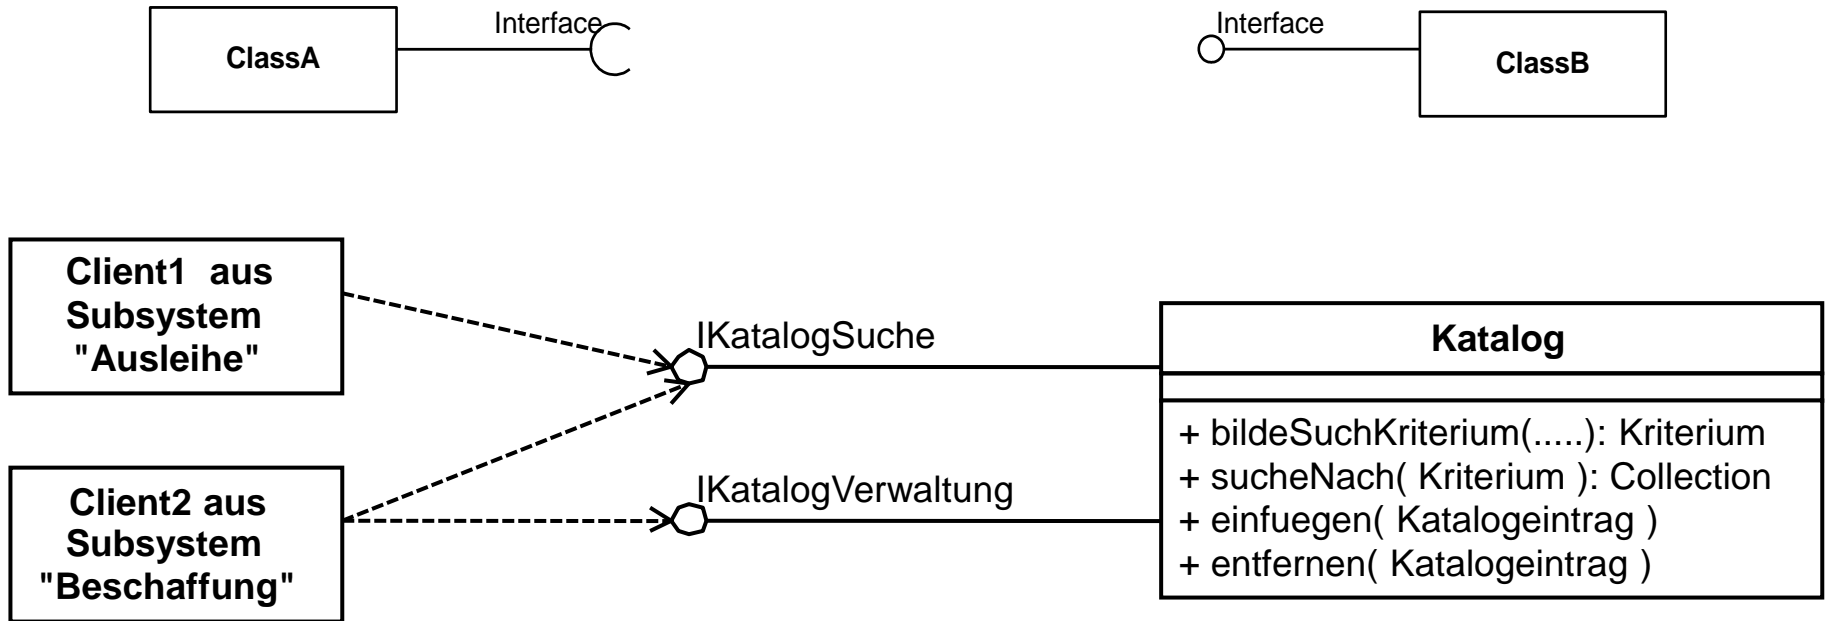 Interface
ClassA
Interface
ClassB
Client1 aus
Subsystem
"Ausleihe"
IKatalogSuche
Katalog
+ bildeSuchKriterium(.....): Kriterium
+ sucheNach( Kriterium ): Collection
+ einfuegen( Katalogeintrag )
+ entfernen( Katalogeintrag )
Client2 aus
Subsystem
"Beschaffung"
IKatalogVerwaltung